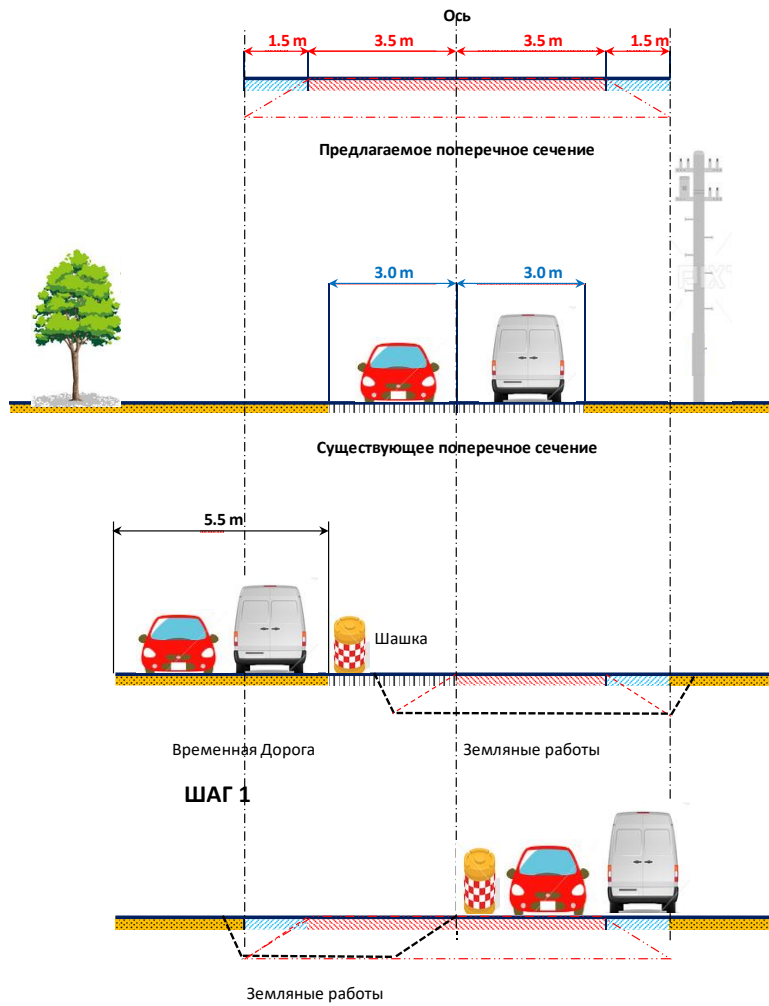 Ось
1.5 m 3.5 m 3.5 m 1.5 m
Предлагаемое поперечное сечение
3.0 m 3.0 m
Существующее поперечное сечение
5.5 m
Шашка
Временная Дорога Земляные работы
ШАГ 1
Земляные работы